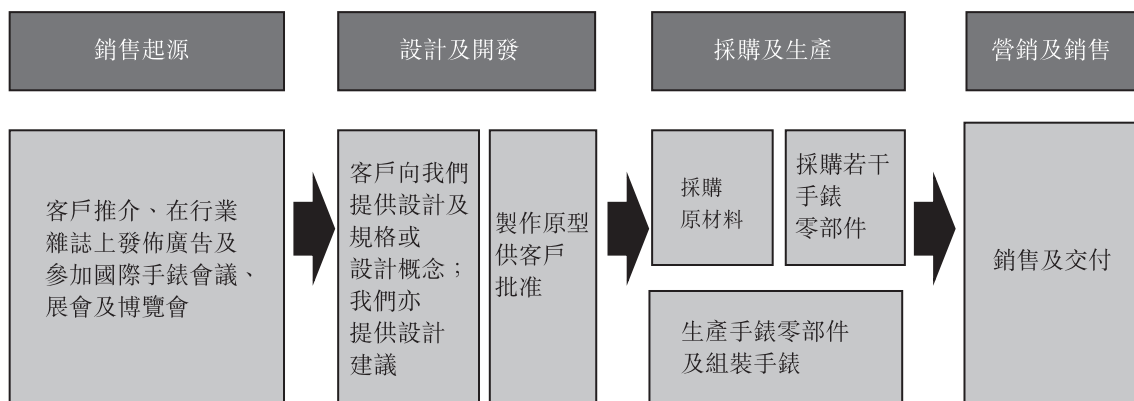 銷售起源
設計及開發
採購及生產
營銷及銷售
客戶推介、在行業
雜誌上發佈廣告及
參加國際手錶會議、
展會及博覽會
客戶向我們
提供設計及
規格或
設計概念；
我們亦
提供設計
建議
製作原型
供客戶
批准
採購
原材料
採購若干
手錶
零部件
生產手錶零部件
及組裝手錶
銷售及交付